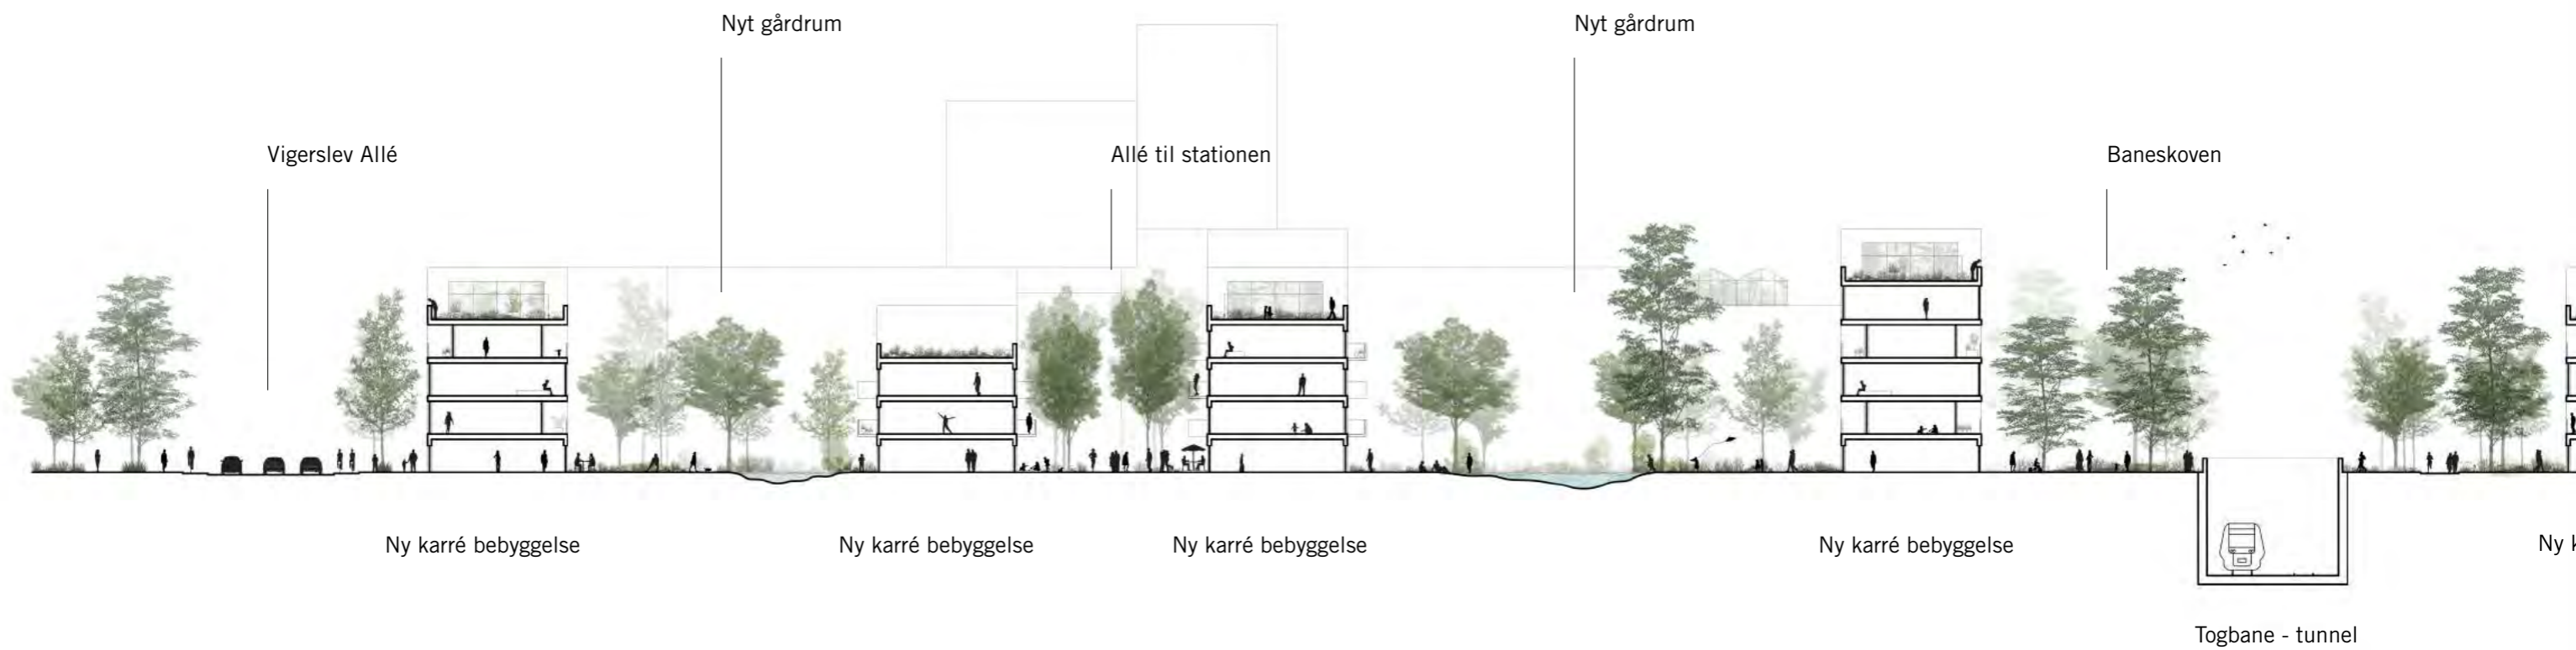 Nyt gårdrum
Nyt gårdrum
Vigerslev Allé
Allé til stationen
Baneskoven
Ny karré bebyggelse
Ny karré bebyggelse
Ny karré bebyggelse
Ny karré bebyggelse
Ny
Togbane - tunnel